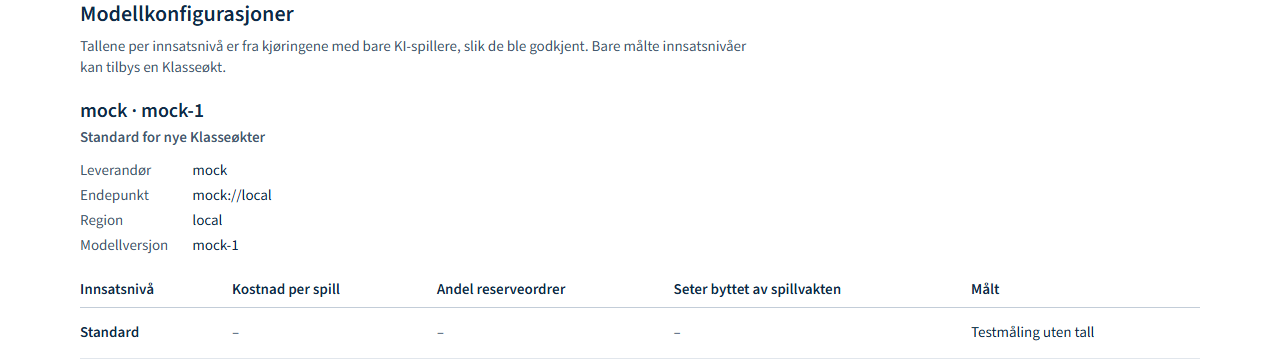 Modellkonfigurasjoner
Tallene per innsatsnivå er fra kjøringene med bare KI-spillere, slik de ble godkjent. Bare målte innsatsnivåer
kan tilbys en Klasseøkt.
mock · mock-1
Standard for nye Klasseøkter
Leverandør mock
Endepunkt mock://local
Region local
Modellversjon mock-1
Innsatsnivå Kostnad per spill Andel reserveordrer Seter byttet av spillvakten Målt
Standard – – – Testmåling uten tall